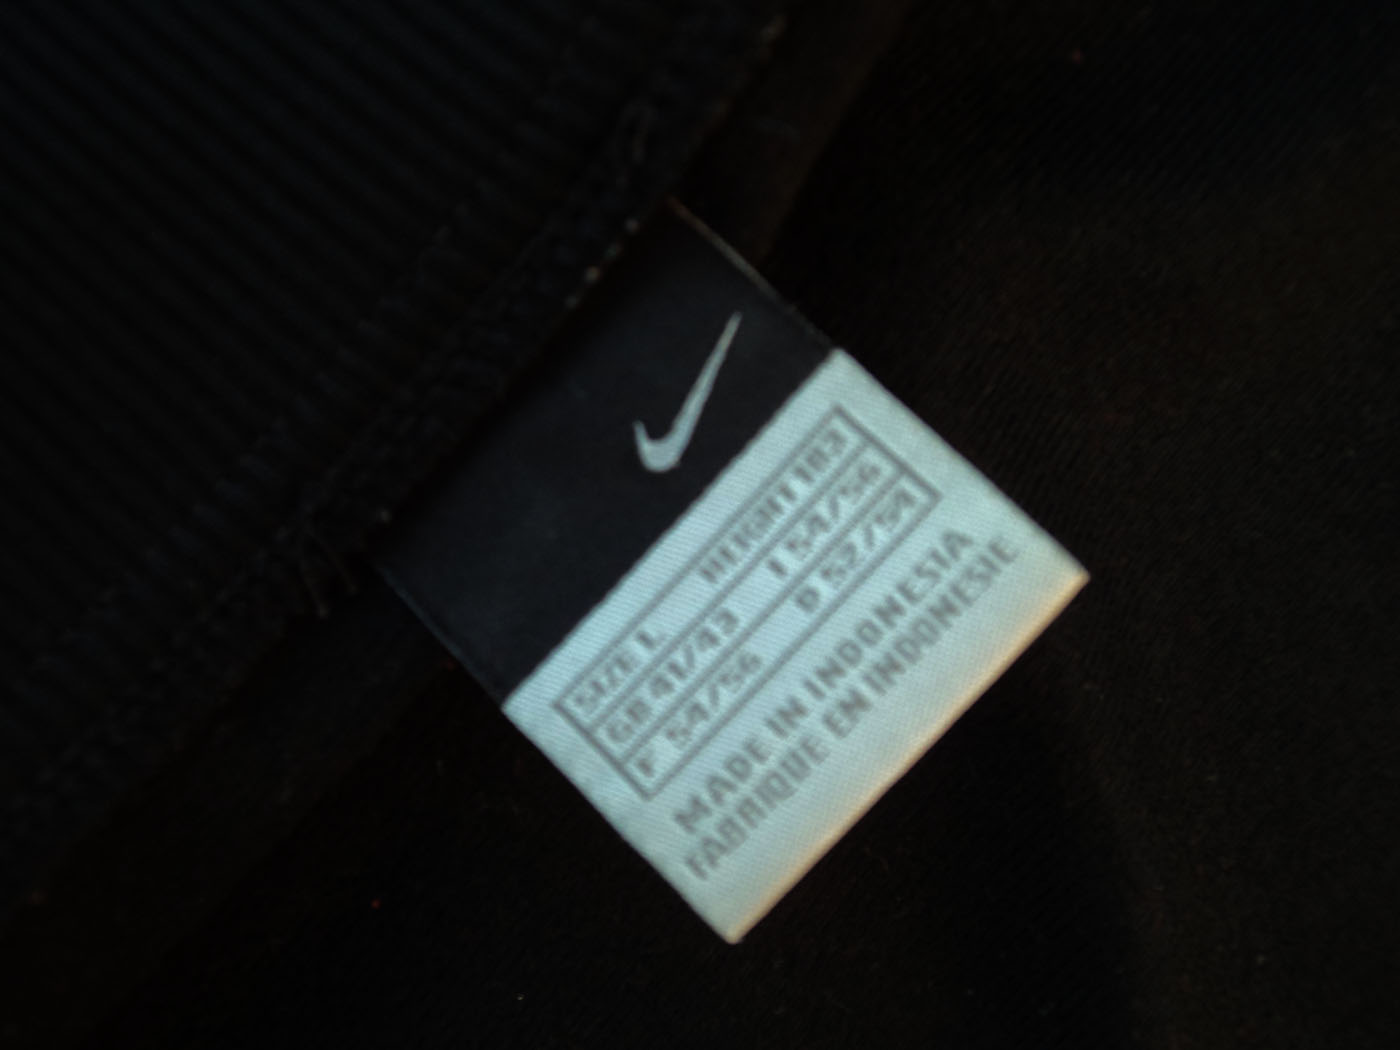 SIZE L HEIGHT 183
GB 41/43 I 54/56
F 54/56 D 52/54
MADE IN INDONESIA
FABRIQUE EN INDONESIE